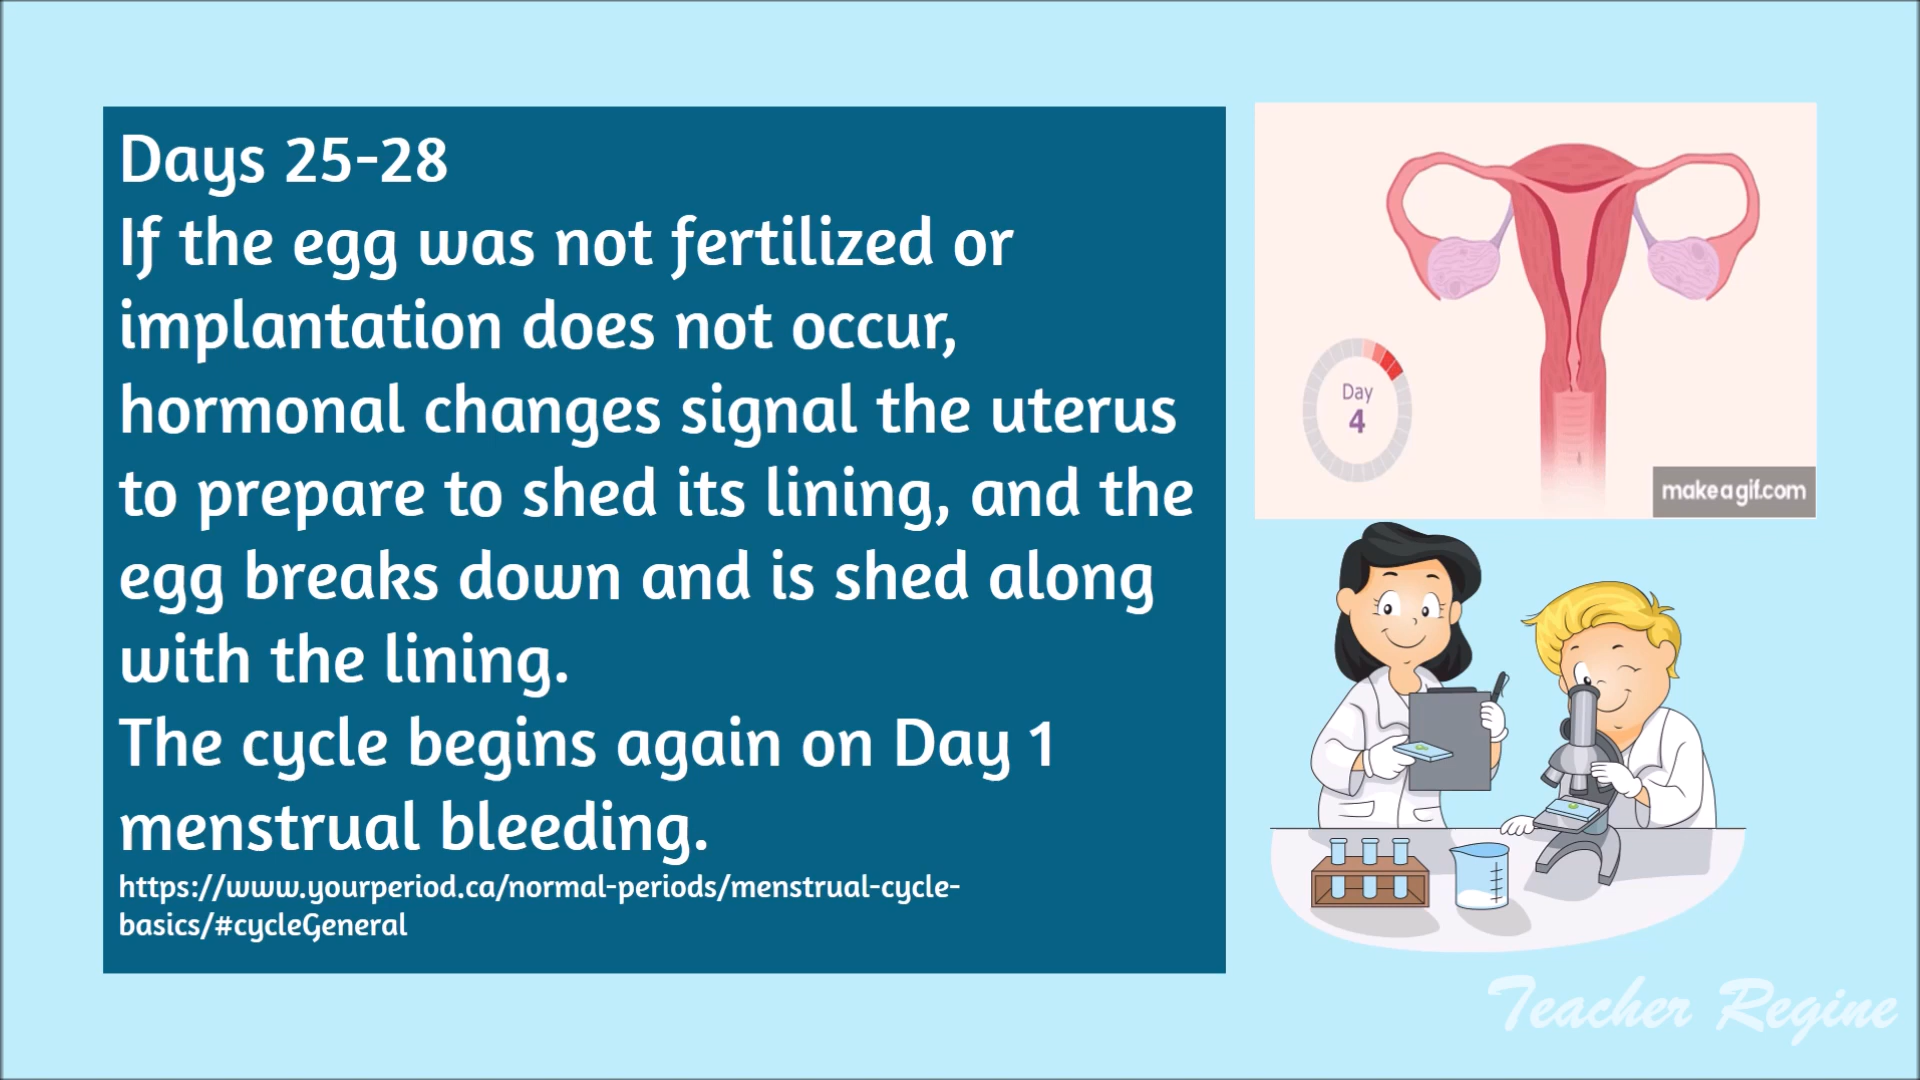 Days 25-28
If the egg was not fertilized or
implantation does not occur,
hormonal changes signal the uterus
to prepare to shed its lining, and the
egg breaks down and is shed along
with the lining.
The cycle begins again on Day 1
menstrual bleeding.
https://www.yourperiod.ca/normal-periods/menstrual-cycle-
basics/#cycleGeneral
Day
4
makeagif.com
Teacher Regine